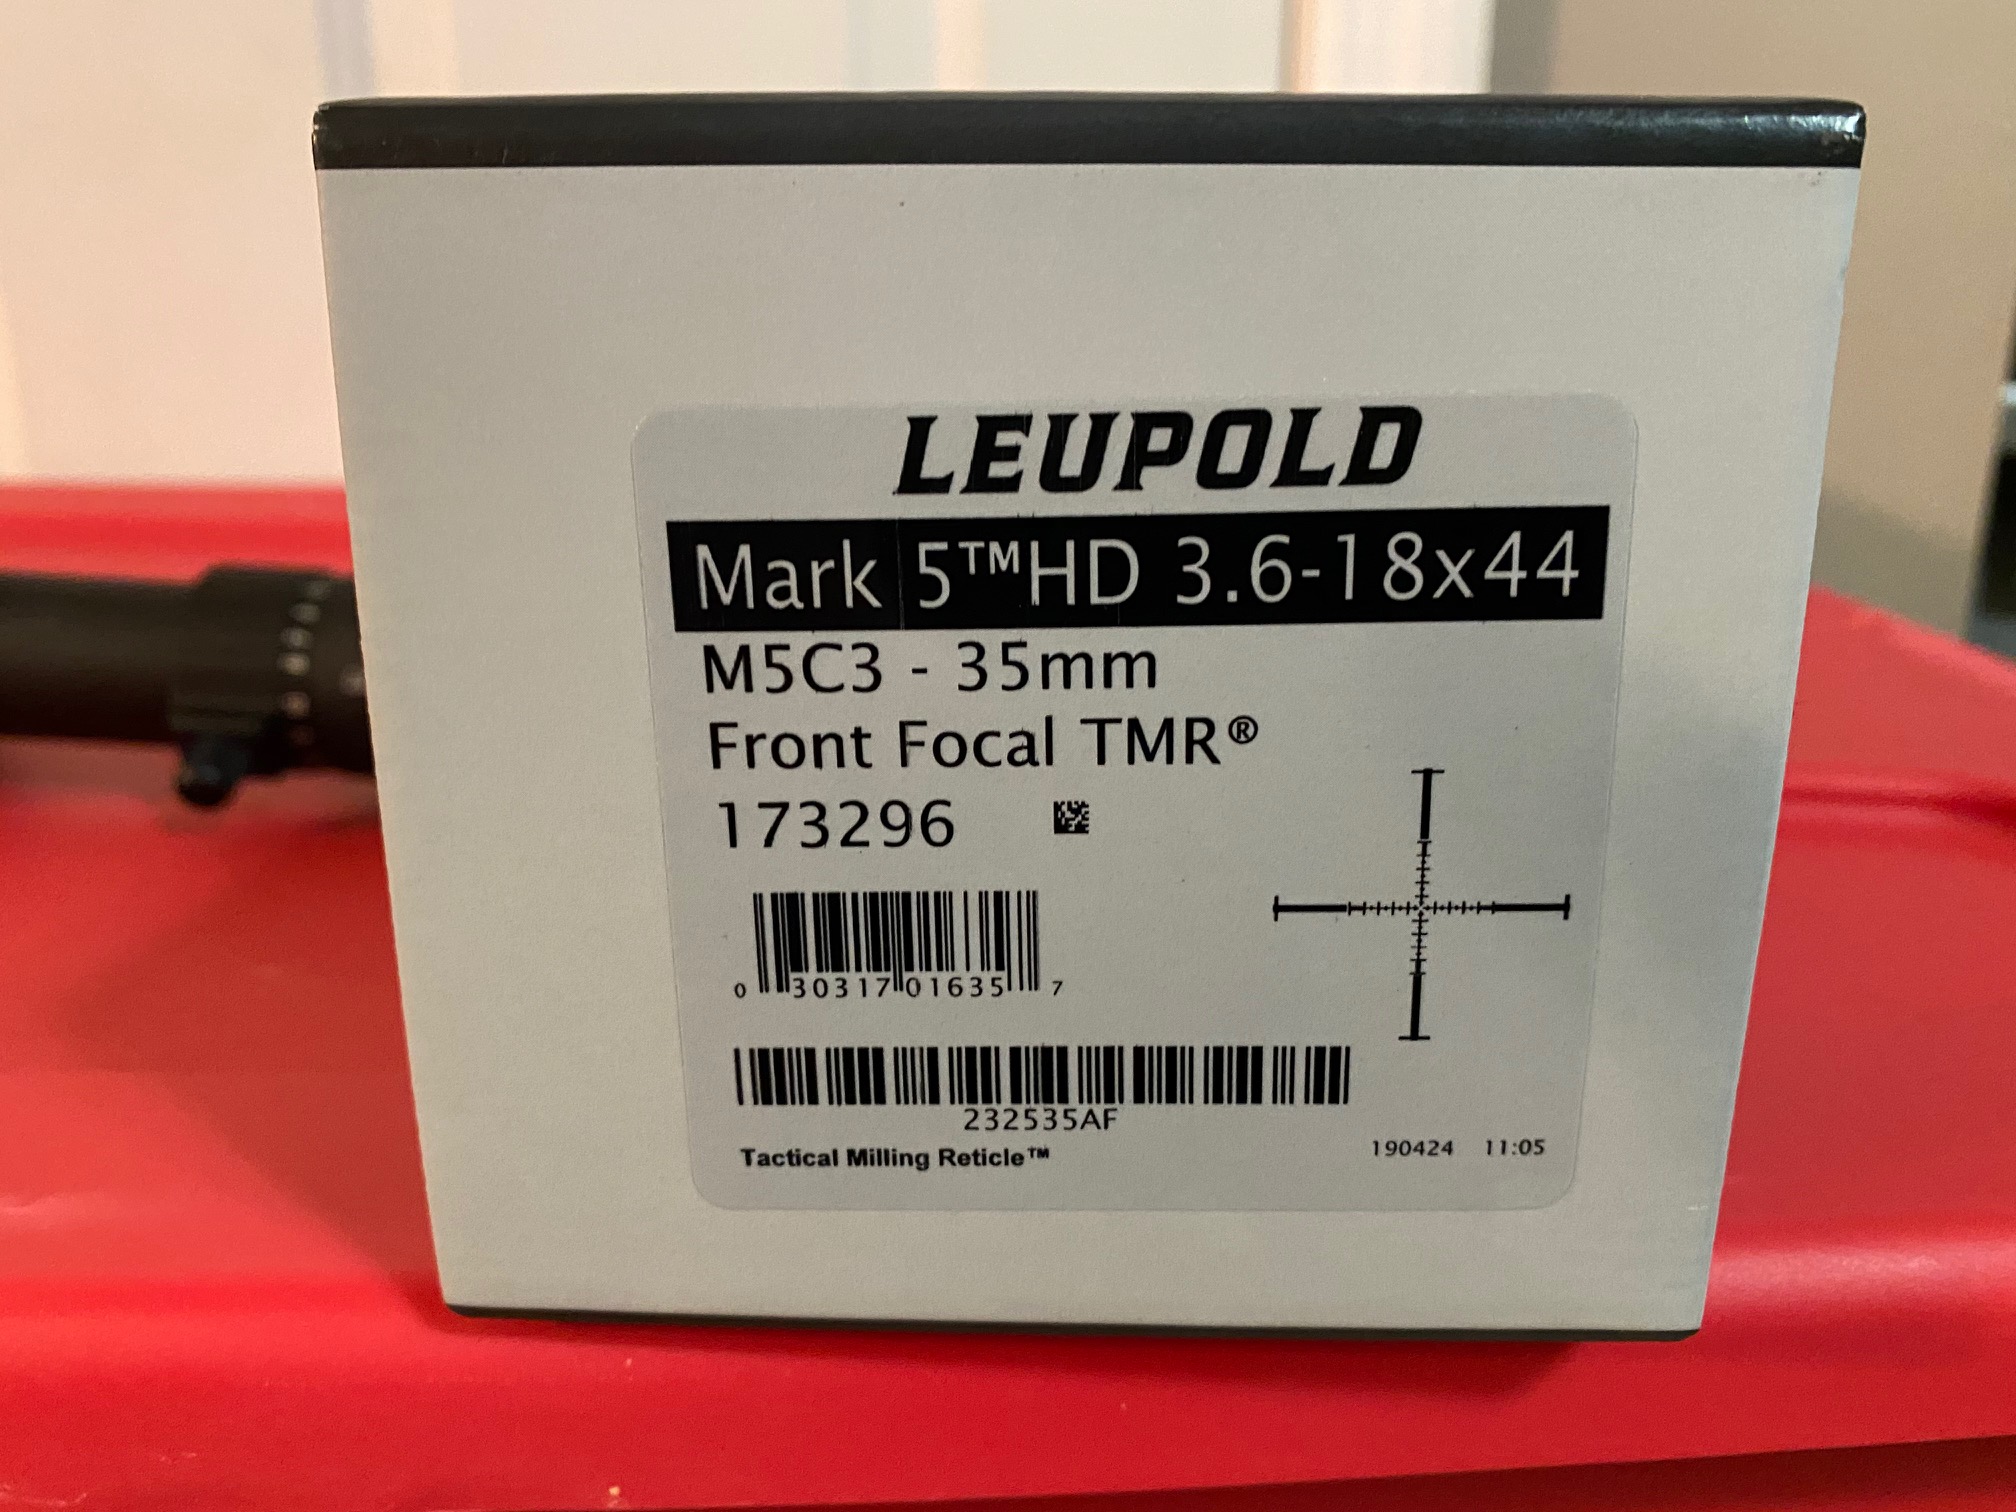 LEUPOLD
Mark 5™HD 3.6-18x44
M5C3 - 35mm
Front Focal TMR®
173296
0 30317 01635 7
232535AF
Tactical Milling Reticle™
190424 11:05